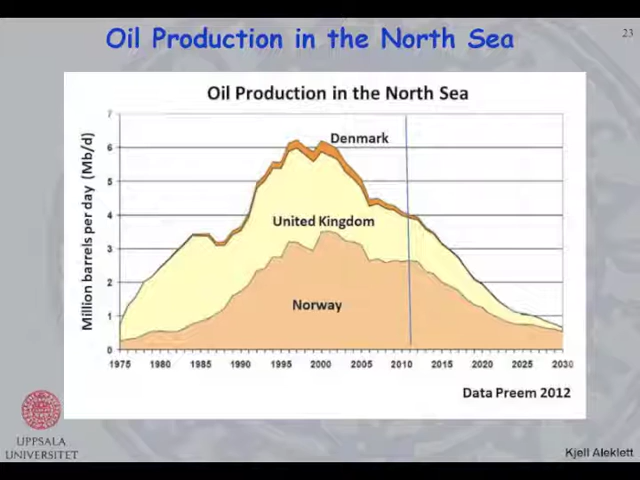 Oil Production in the North Sea
23
Oil Production in the North Sea
Million barrels per day (Mb/d)
7
6
5
4
3
2
1
0
Denmark
United Kingdom
Norway
1975 1980 1985 1990 1995 2000 2005 2010 2015 2020 2025 2030
Data Preem 2012
UPPSALA
UNIVERSITET
Kjell Aleklett